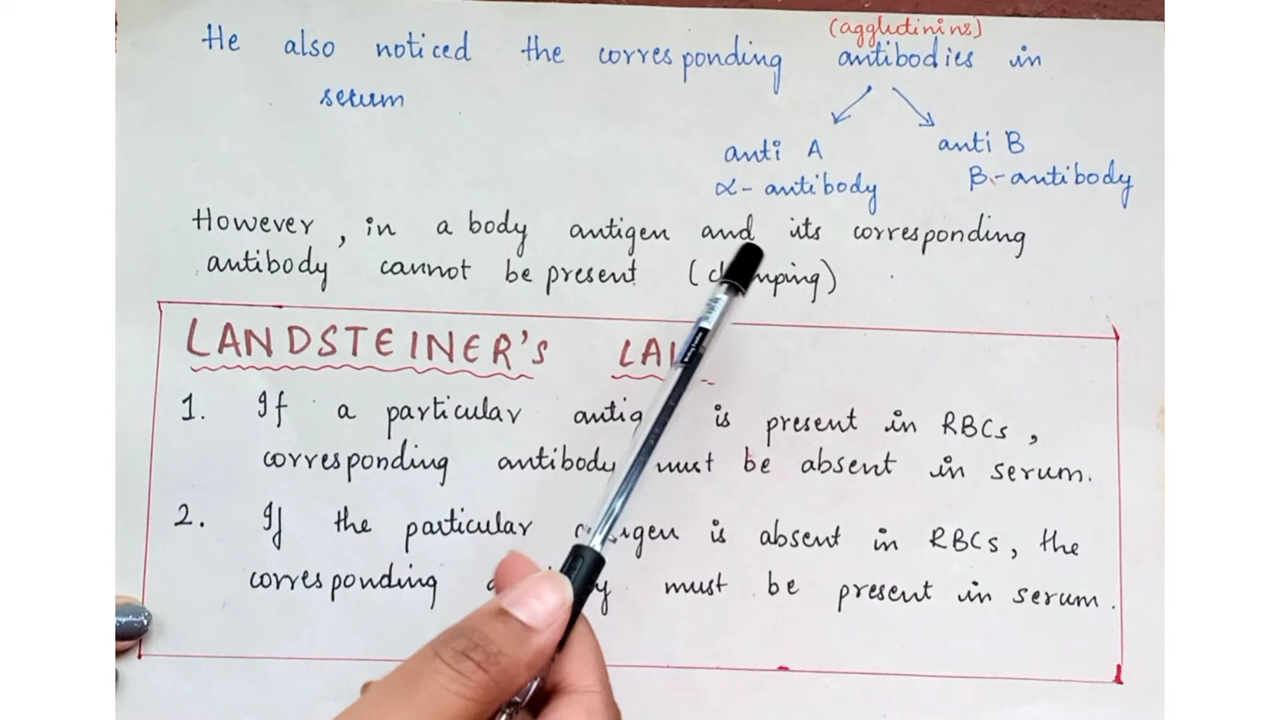 (agglutinins)
He also noticed the corresponding antibodies in
serum
anti A anti B
α- antibody β-antibody
However, in a body antigen and its corresponding
antibody cannot be present
LANDSTEINER'S
1. If a particular is present in RBCs,
corresponding antibody must be absent in serum.
2. If the particular is absent in RBCs, the
corresponding must be present in serum.